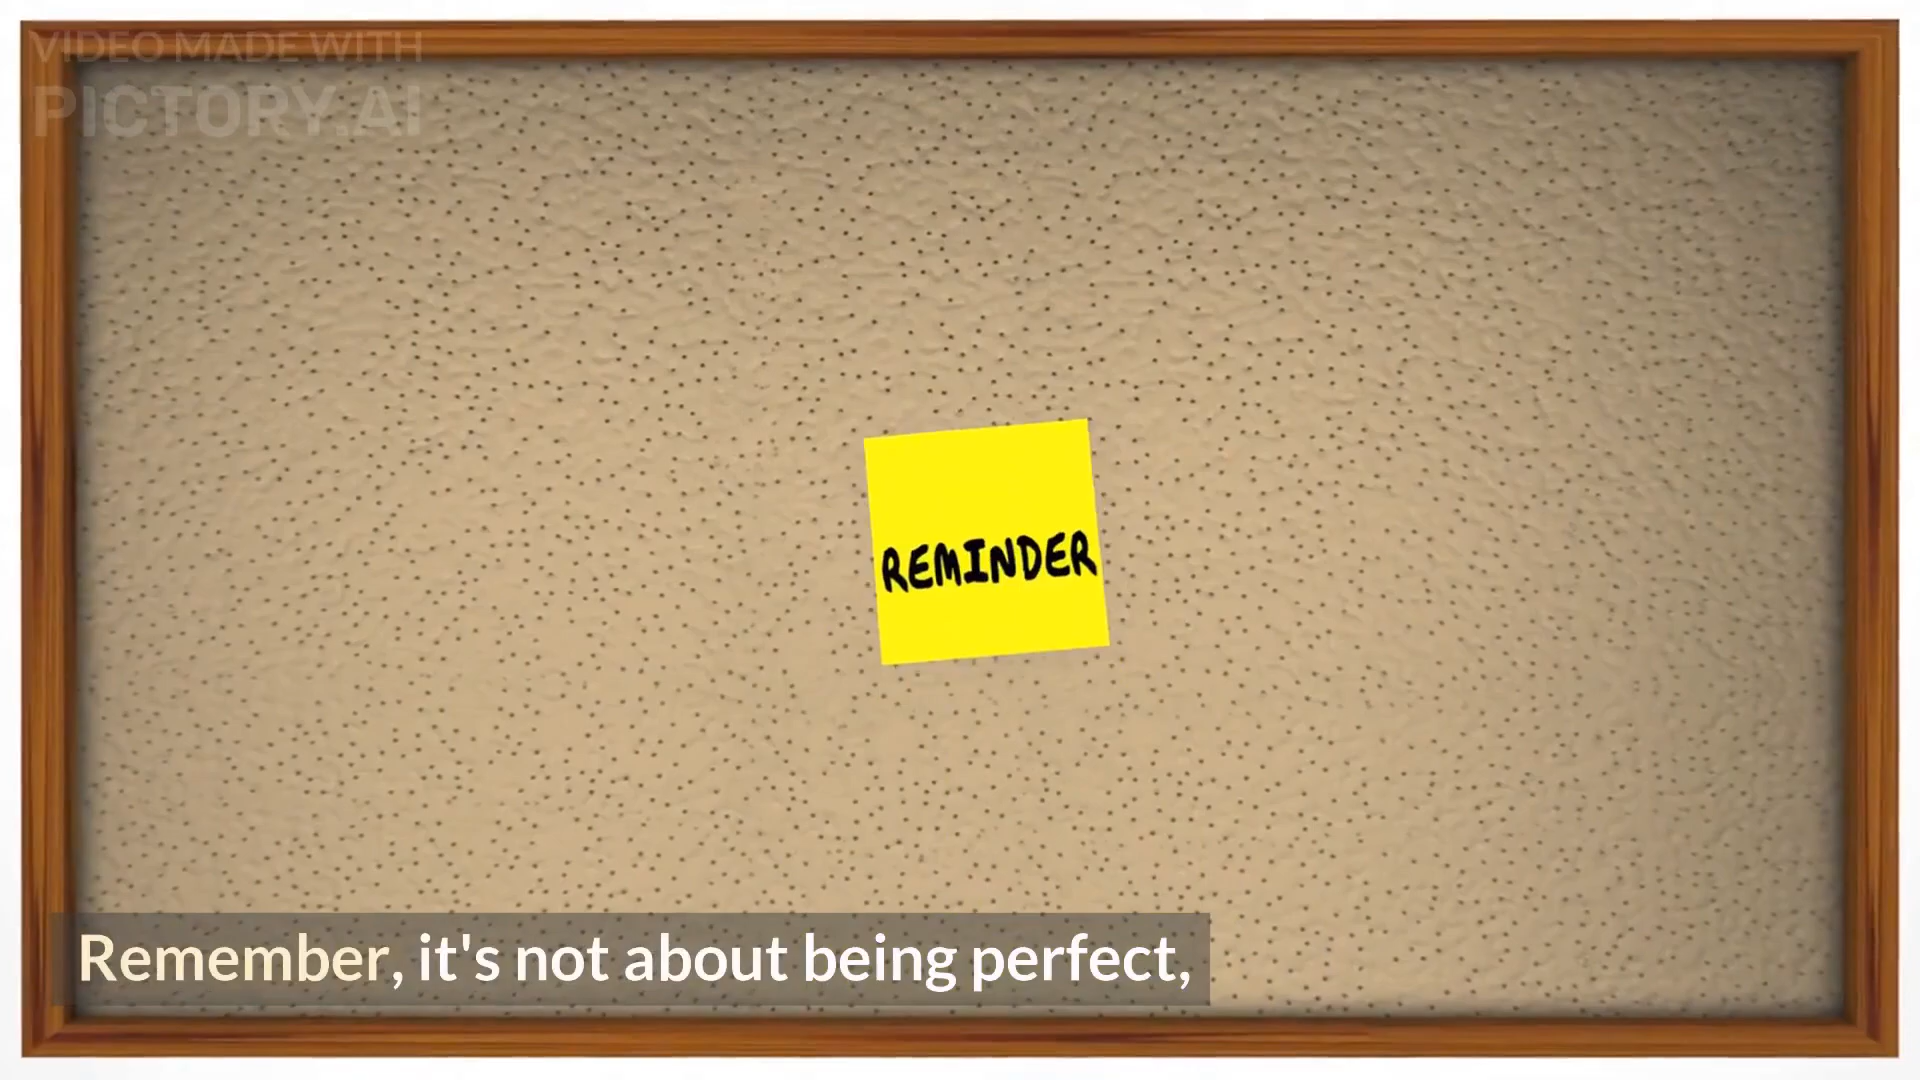 VIDEO MADE WITH
PICTORY.AI
REMINDER
Remember, it's not about being perfect,